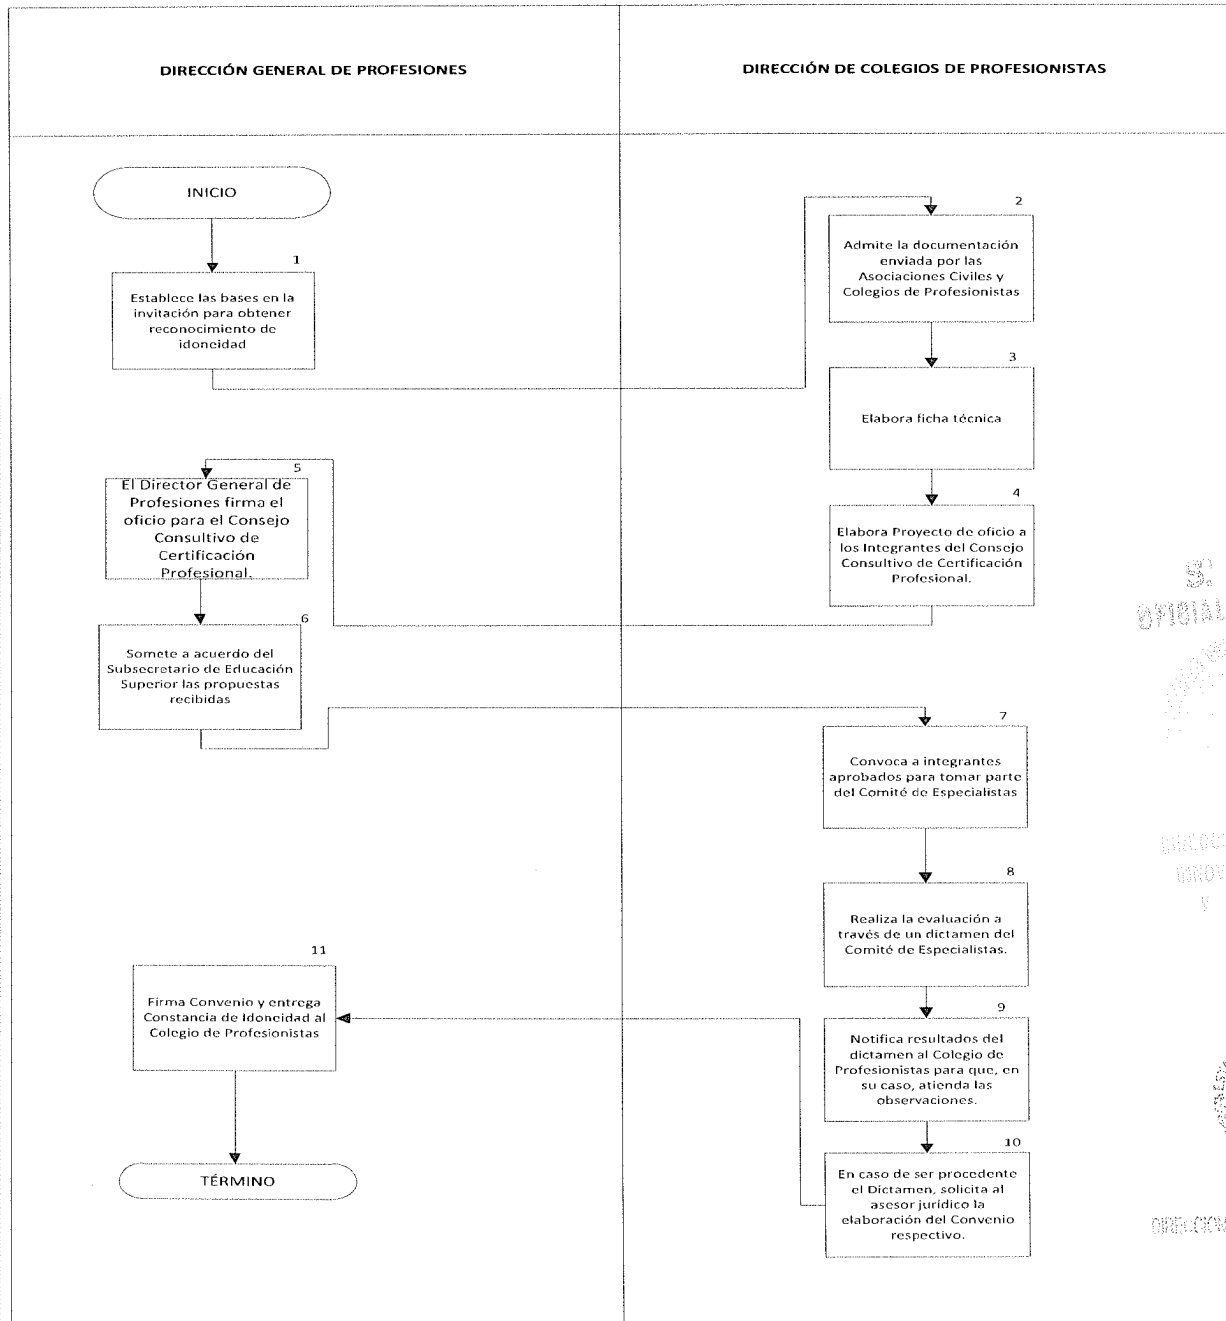 DIRECCIÓN GENERAL DE PROFESIONES
DIRECCIÓN DE COLEGIOS DE PROFESIONISTAS
INICIO
1
Establece las bases en la
invitación para obtener
reconocimiento de
idoneidad
2
Admite la documentación
enviada por las
Asociaciones Civiles y
Colegios de Profesionistas
3
Elabora ficha técnica
4
Elabora Proyecto de oficio a
los Integrantes del Consejo
Consultivo de Certificación
Profesional.
5
El Director General de
Profesiones firma el
oficio para el Consejo
Consultivo de
Certificación
Profesional.
6
Somete a acuerdo del
Subsecretario de Educación
Superior las propuestas
recibidas
7
Convoca a integrantes
aprobados para tomar parte
del Comité de Especialistas
8
Realiza la evaluación a
través de un dictamen del
Comité de Especialistas.
9
Notifica resultados del
dictamen al Colegio de
Profesionistas para que, en
su caso, atienda las
observaciones.
10
En caso de ser procedente
el Dictamen, solicita al
asesor jurídico la
elaboración del Convenio
respectivo.
11
Firma Convenio y entrega
Constancia de Idoneidad al
Colegio de Profesionistas
TÉRMINO
OFICIAL